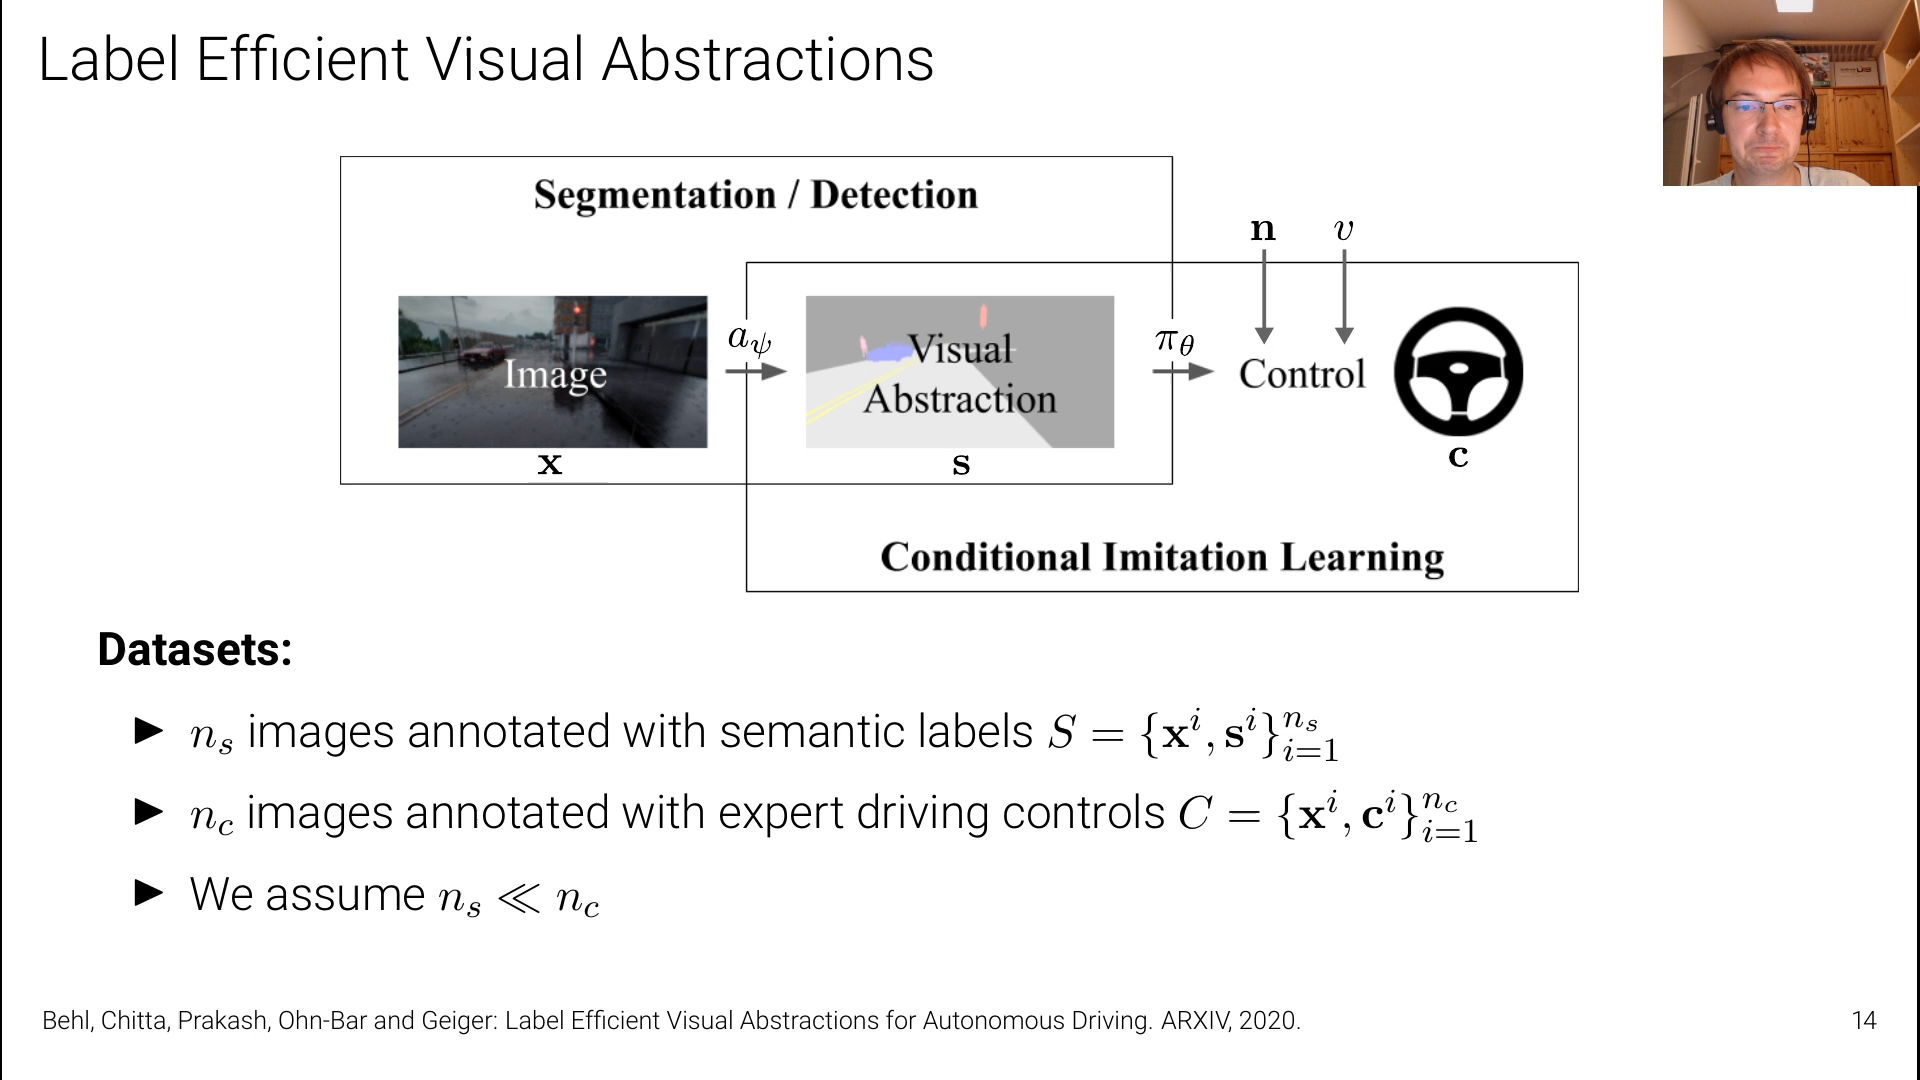 Label Efficient Visual Abstractions
Segmentation / Detection
n v
Image
a_ψ
Visual
Abstraction
π_θ
Control
x
s
c
Conditional Imitation Learning
Datasets:
▶ n_s images annotated with semantic labels S = {x^i, s^i}_{i=1}^{n_s}
▶ n_c images annotated with expert driving controls C = {x^i, c^i}_{i=1}^{n_c}
▶ We assume n_s ≪ n_c
Behl, Chitta, Prakash, Ohn-Bar and Geiger: Label Efficient Visual Abstractions for Autonomous Driving. ARXIV, 2020.
14